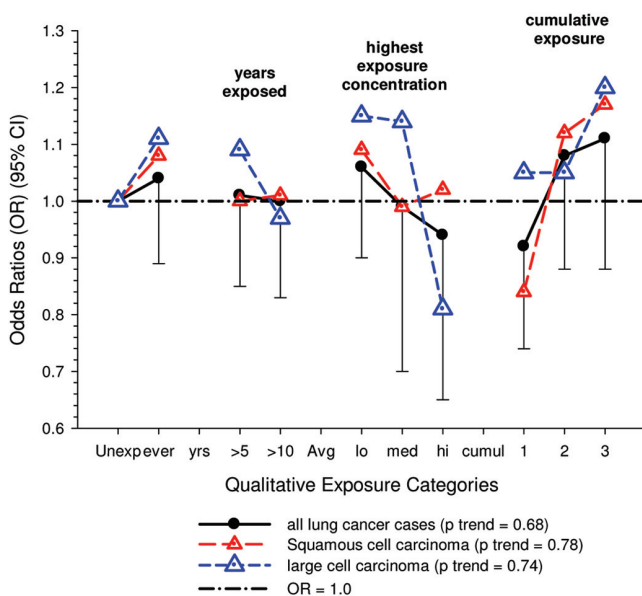 cumulative
exposure
highest
exposure
concentration
years
exposed
Odds Ratios (OR) (95% CI)
1.3
1.2
1.1
1.0
0.9
0.8
0.7
0.6
Unexp ever yrs >5 >10 Avg lo med hi cumul 1 2 3
Qualitative Exposure Categories
all lung cancer cases (p trend = 0.68)
Squamous cell carcinoma (p trend = 0.78)
large cell carcinoma (p trend = 0.74)
OR = 1.0